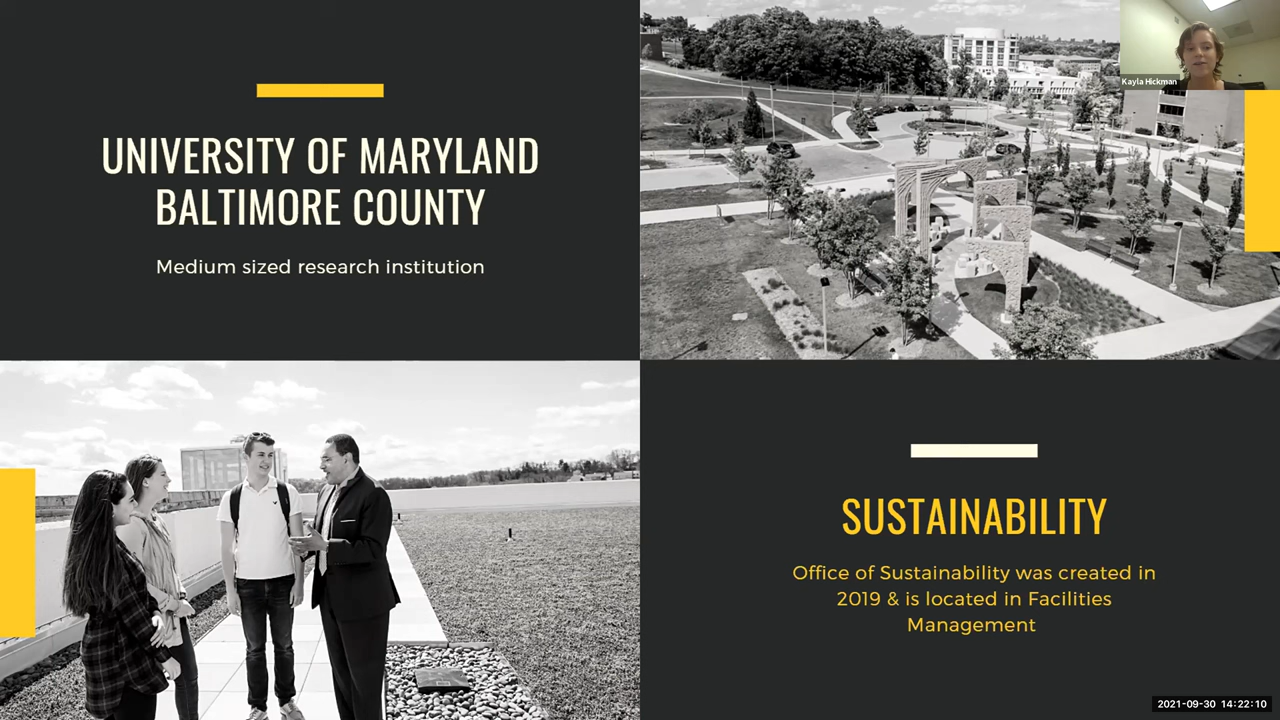 UNIVERSITY OF MARYLAND
BALTIMORE COUNTY
Medium sized research institution
Kayla Hickman
SUSTAINABILITY
Office of Sustainability was created in
2019 & is located in Facilities
Management
2021-09-30 14:22:10